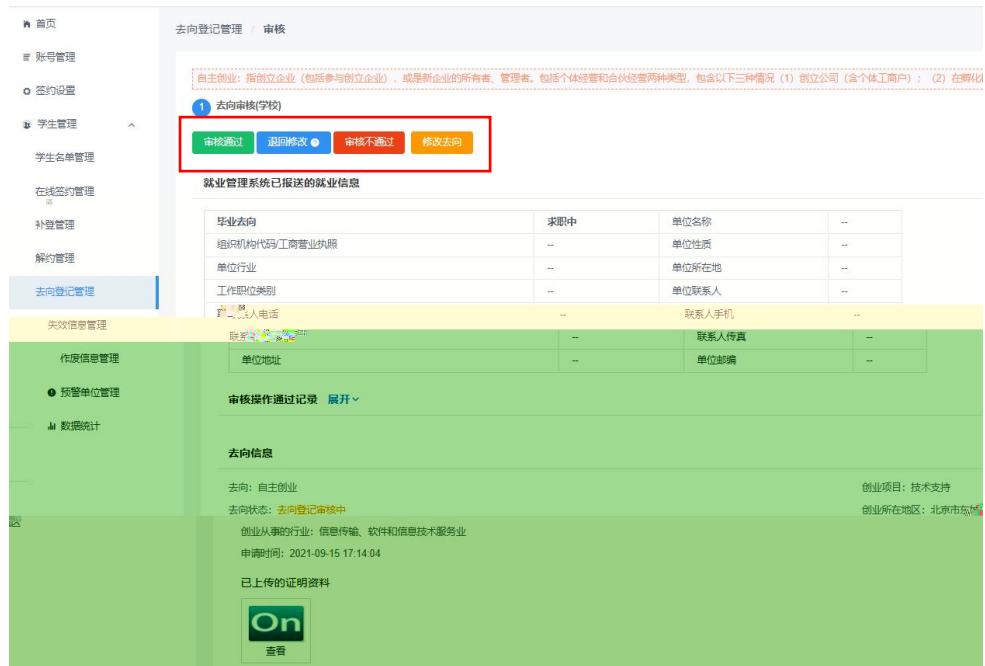 首页
账号管理
签约设置
学生管理
学生名单管理
在线签约管理
补登管理
解约管理
去向登记管理
失效信息管理
作废信息管理
预警单位管理
数据统计
去向登记管理 / 审核
自主创业：指创立企业（包括参与创立企业），或是新企业的所有者、管理者。包括个体经营和合伙经营两种类型，包含以下三种情况（1）创立公司（含个体工商户）；（2）在孵化
1 去向审核(学校)
审核通过 退回修改 审核不通过 修改去向
就业管理系统已报送的就业信息
毕业去向 求职中 单位名称 --
组织机构代码/工商营业执照 -- 单位性质 --
单位行业 -- 单位所在地 --
工作职位类别 -- 单位联系人 --
人电话 -- 联系人手机 --
联系 -- 联系人传真 --
单位地址 -- 单位邮编 --
审核操作通过记录 展开
去向信息
去向：自主创业 创业项目：技术支持
去向状态：去向登记审核中 创业所在地区：北京市东城
创业从事的行业：信息传输、软件和信息技术服务业
申请时间：2021-09-15 17:14:04
已上传的证明资料
On
查看